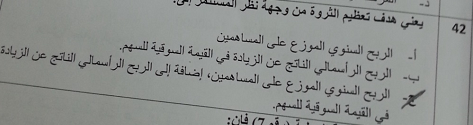 42 يعني هدف تعظيم الثروة من وجهة نظر المستثمر إلى:
أ- الربح السنوي الموزع على المساهمين
ب- الربح الرأسمالي الناتج عن الزيادة في القيمة السوقية للسهم.
ج- الربح السنوي الموزع على المساهمين، إضافة إلى الربح الرأسمالي الناتج عن الزيادة
في القيمة السوقية للسهم.
رقم 7) فإن: